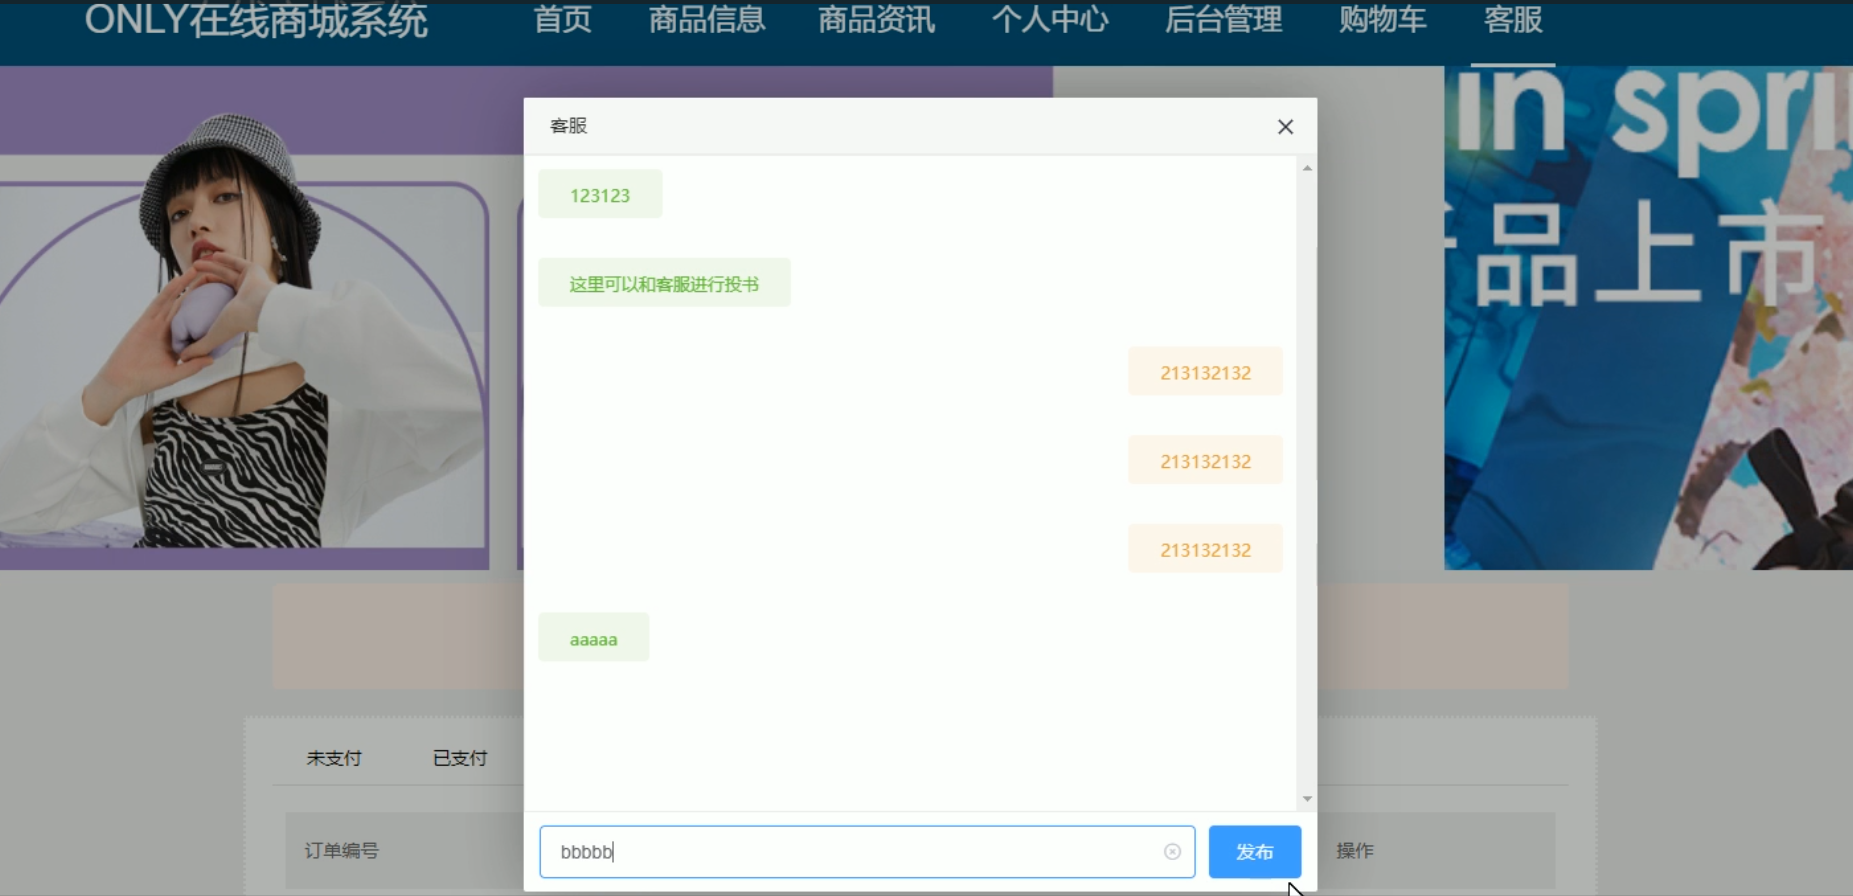 ONLY在线商城系统 首页 商品信息 商品资讯 个人中心 后台管理 购物车 客服
in spri
品上市
客服
123123
这里可以和客服进行投书
213132132
213132132
213132132
aaaaa
未支付 已支付
订单编号 操作
bbbbb 发布